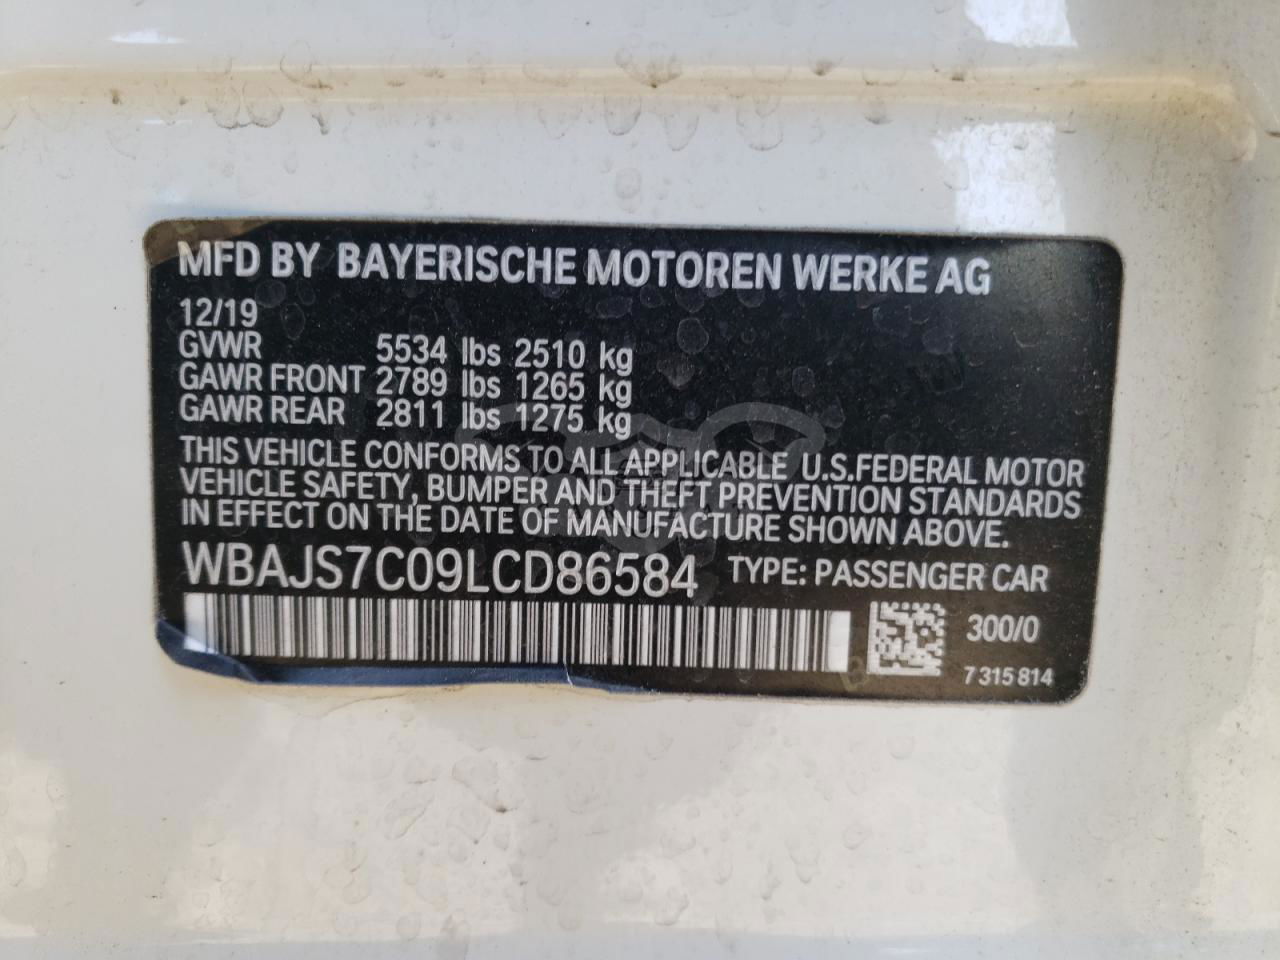 MFD BY BAYERISCHE MOTOREN WERKE AG
12/19
GVWR 5534 lbs 2510 kg
GAWR FRONT 2789 lbs 1265 kg
GAWR REAR 2811 lbs 1275 kg
THIS VEHICLE CONFORMS TO ALL APPLICABLE U.S.FEDERAL MOTOR
VEHICLE SAFETY, BUMPER AND THEFT PREVENTION STANDARDS
IN EFFECT ON THE DATE OF MANUFACTURE SHOWN ABOVE.
WBAJS7C09LCD86584 TYPE: PASSENGER CAR
300/0
7 315 814